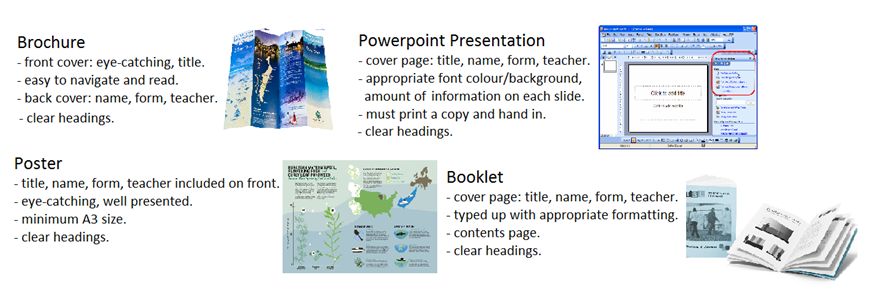 Brochure
- front cover: eye-catching, title.
- easy to navigate and read.
- back cover: name, form, teacher.
- clear headings.
Powerpoint Presentation
- cover page: title, name, form, teacher.
- appropriate font colour/background,
amount of information on each slide.
- must print a copy and hand in.
- clear headings.
Click to add title
Poster
- title, name, form, teacher included on front.
- eye-catching, well presented.
- minimum A3 size.
- clear headings.
Booklet
- cover page: title, name, form, teacher.
- typed up with appropriate formatting.
- contents page.
- clear headings.